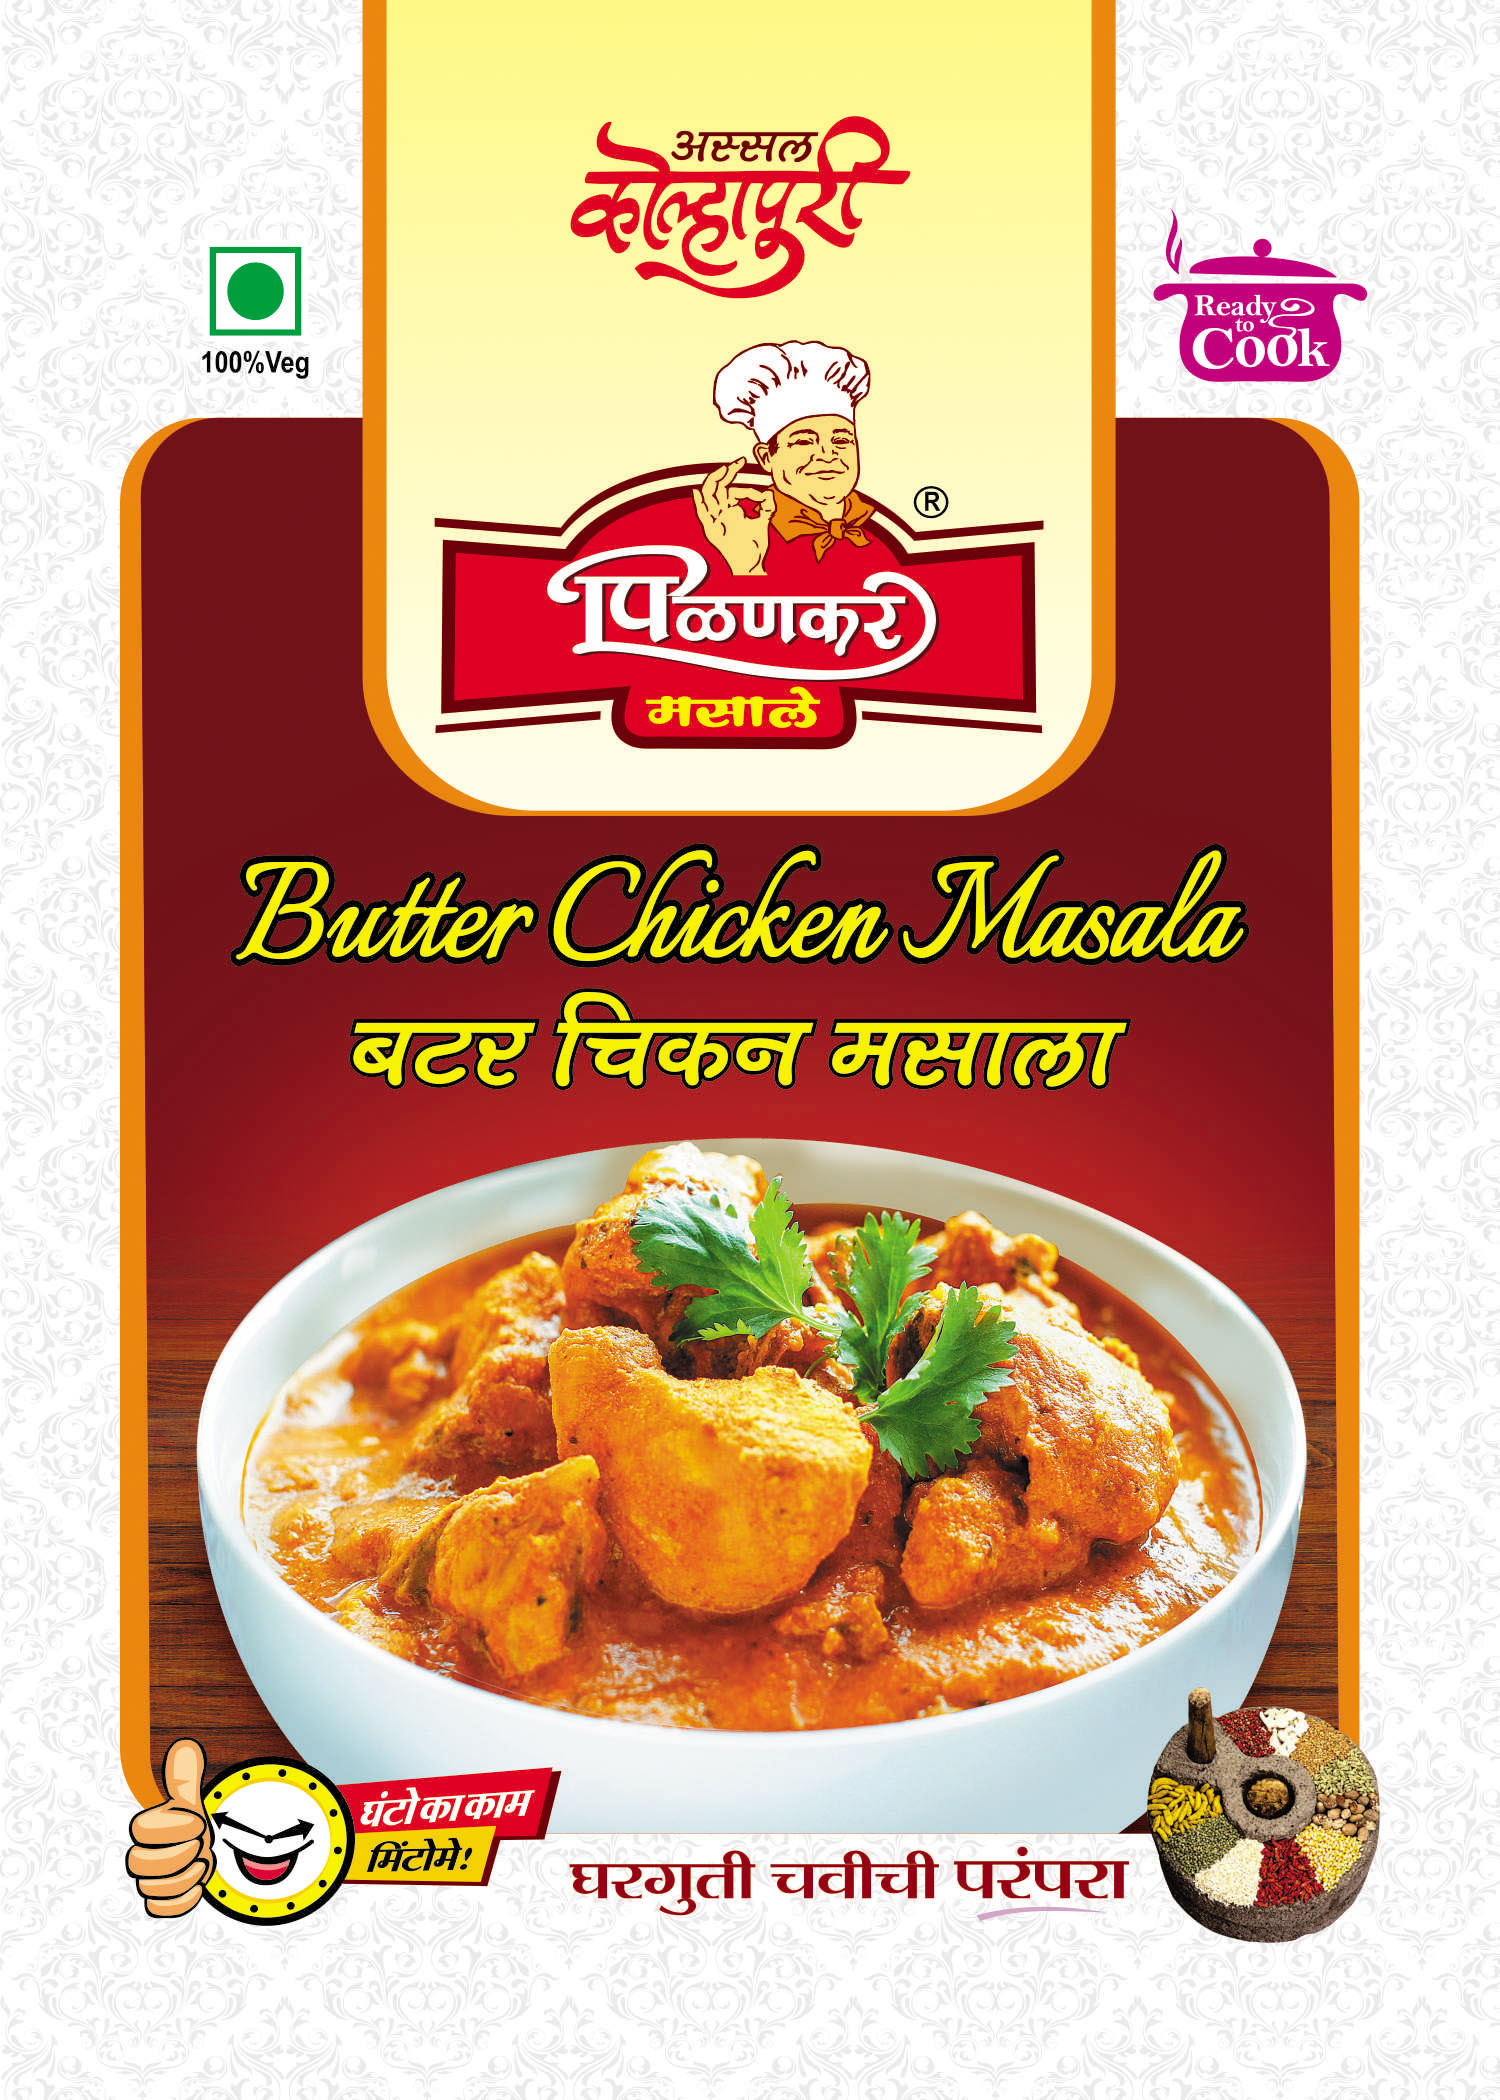 अस्सल
कोल्हापुरी
100%Veg
Ready
to
Cook
®
पिळणकर
मसाले
Butter Chicken Masala
बटर चिकन मसाला
घंटो का काम
मिंटोमे!
घरगुती चवीची परंपरा